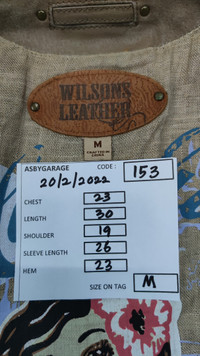 WILSONS
LEATHER
M
ASBYGARAGE CODE : 153
20/2/2022
CHEST 23
LENGTH 30
SHOULDER 19
SLEEVE LENGTH 26
HEM 23
SIZE ON TAG M